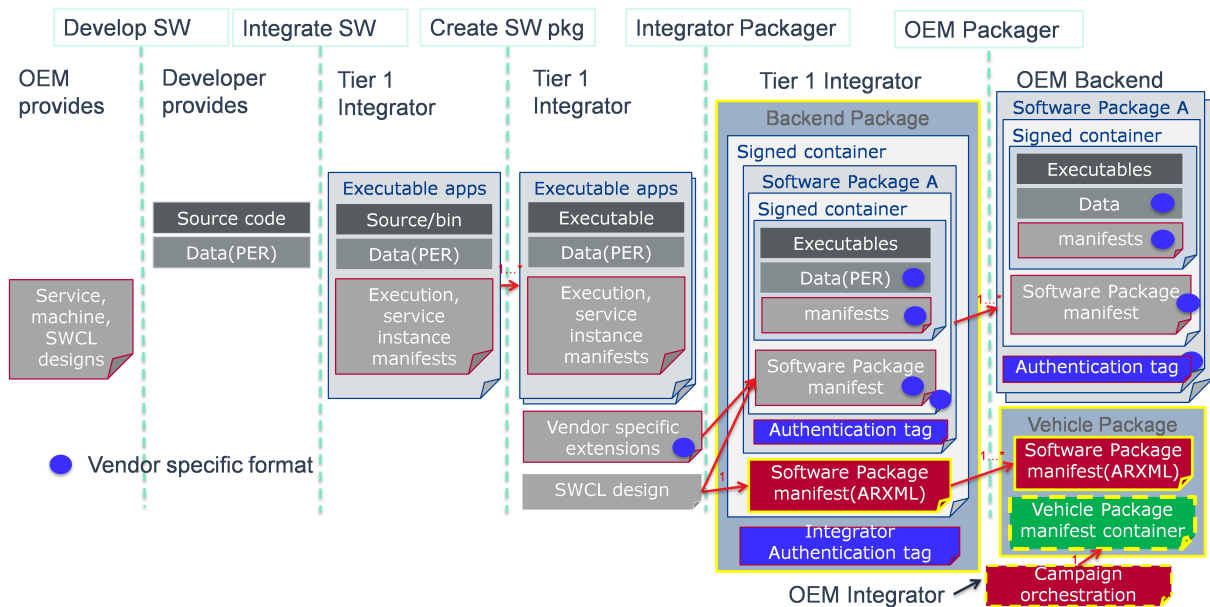 Develop SW
Integrate SW
Create SW pkg
Integrator Packager
OEM Packager
OEM
provides
Developer
provides
Tier 1
Integrator
Tier 1
Integrator
Tier 1 Integrator
OEM Backend
Service,
machine,
SWCL
designs
Source code
Data(PER)
Executable apps
Source/bin
Data(PER)
Execution,
service
instance
manifests
1...*
Executable apps
Executable
Data(PER)
Execution,
service
instance
manifests
Vendor specific
extensions
SWCL design
1
Backend Package
Signed container
Software Package A
Signed container
Executables
Data(PER)
manifests
Software Package
manifest
Authentication tag
Software Package
manifest(ARXML)
Integrator
Authentication tag
1...*
Software Package A
Signed container
Executables
Data
manifests
Software Package
manifest
Authentication tag
1...*
Vehicle Package
Software Package
manifest(ARXML)
Vehicle Package
manifest container
1
Campaign
orchestration
OEM Integrator
Vendor specific format